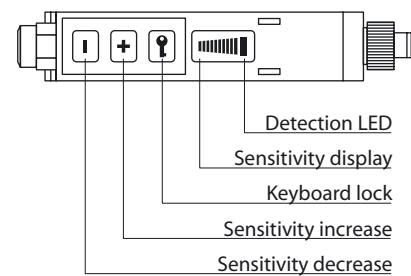 Detection LED
Sensitivity display
Keyboard lock
Sensitivity increase
Sensitivity decrease